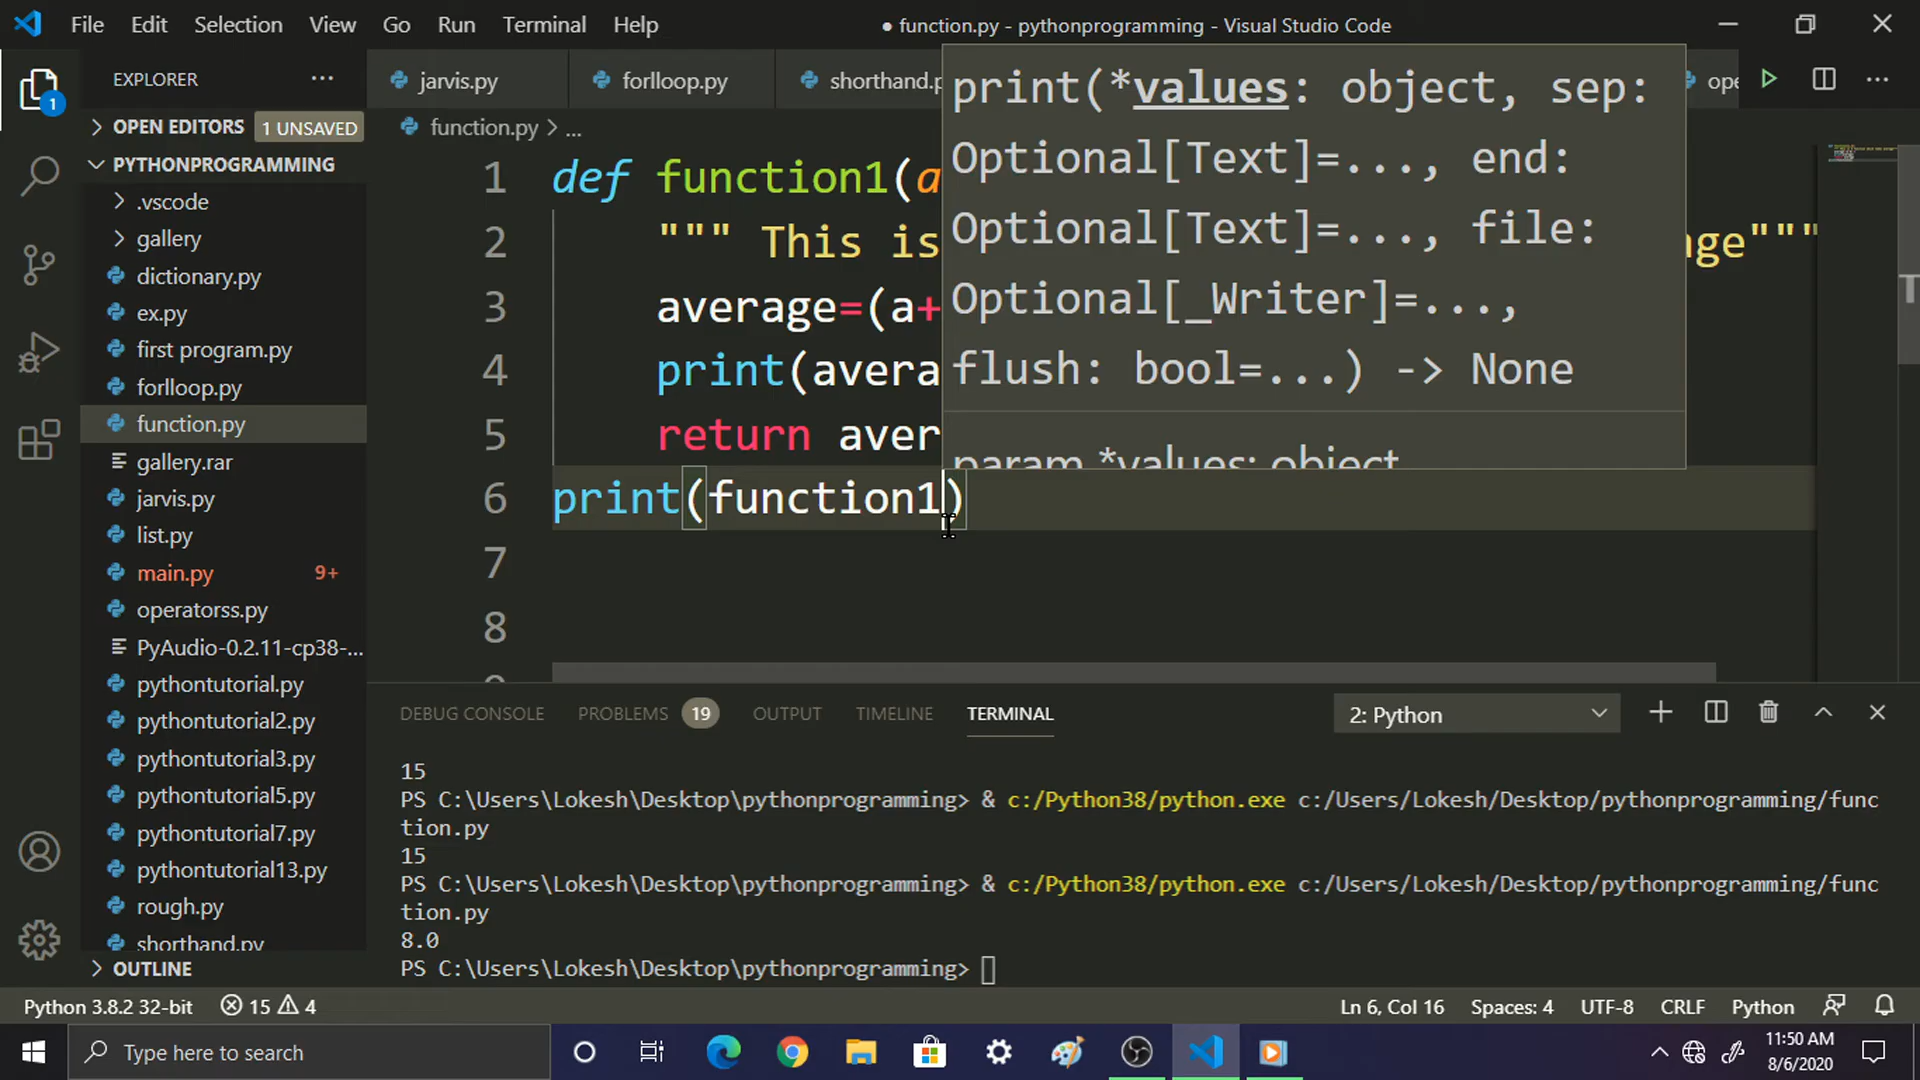 File Edit Selection View Go Run Terminal Help
● function.py - pythonprogramming - Visual Studio Code
EXPLORER ...
jarvis.py forlloop.py shorthand.p ope
OPEN EDITORS 1 UNSAVED
function.py > ...
PYTHONPROGRAMMING
.vscode
gallery
dictionary.py
ex.py
first program.py
forlloop.py
function.py
gallery.rar
jarvis.py
list.py
main.py 9+
operatorss.py
PyAudio-0.2.11-cp38-...
pythontutorial.py
pythontutorial2.py
pythontutorial3.py
pythontutorial5.py
pythontutorial7.py
pythontutorial13.py
rough.py
shorthand.py
OUTLINE
1 def function1(a
2 """ This is nge"""
3 average=(a+
4 print(avera
5 return aver
6 print(function1)
7
8
print(*values: object, sep:
Optional[Text]=..., end:
Optional[Text]=..., file:
Optional[_Writer]=...,
flush: bool=...) -> None
param *values: object
DEBUG CONSOLE PROBLEMS 19 OUTPUT TIMELINE TERMINAL 2: Python
15
PS C:\Users\Lokesh\Desktop\pythonprogramming> & c:/Python38/python.exe c:/Users/Lokesh/Desktop/pythonprogramming/func
tion.py
15
PS C:\Users\Lokesh\Desktop\pythonprogramming> & c:/Python38/python.exe c:/Users/Lokesh/Desktop/pythonprogramming/func
tion.py
8.0
PS C:\Users\Lokesh\Desktop\pythonprogramming>
Python 3.8.2 32-bit 15 4 Ln 6, Col 16 Spaces: 4 UTF-8 CRLF Python
Type here to search
11:50 AM
8/6/2020